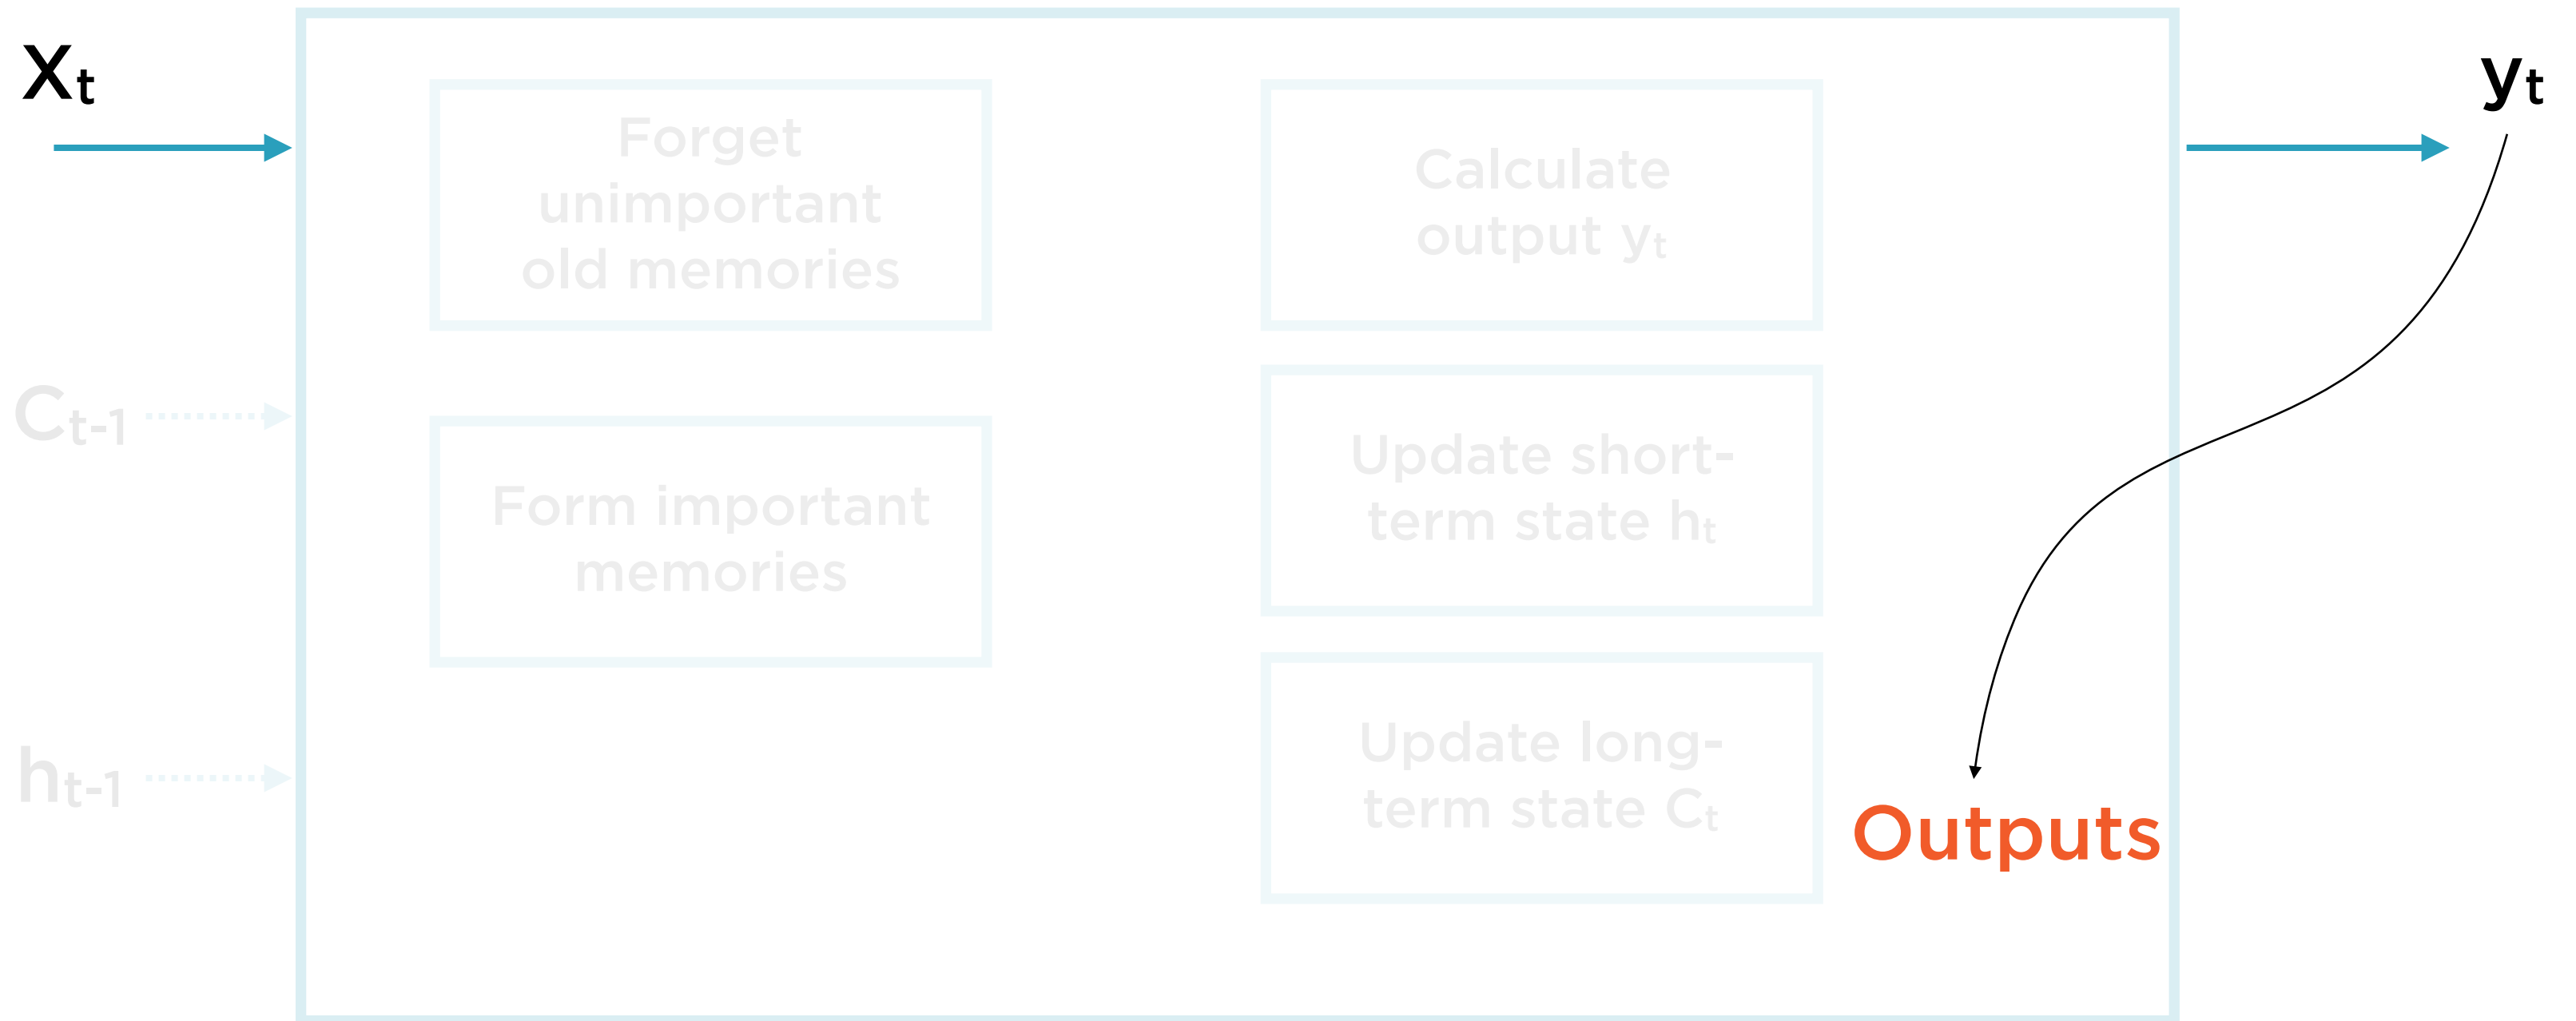 Xt
yt
Forget
unimportant
old memories
Calculate
output yt
Ct-1
Form important
memories
Update short-
term state ht
ht-1
Update long-
term state Ct
Outputs